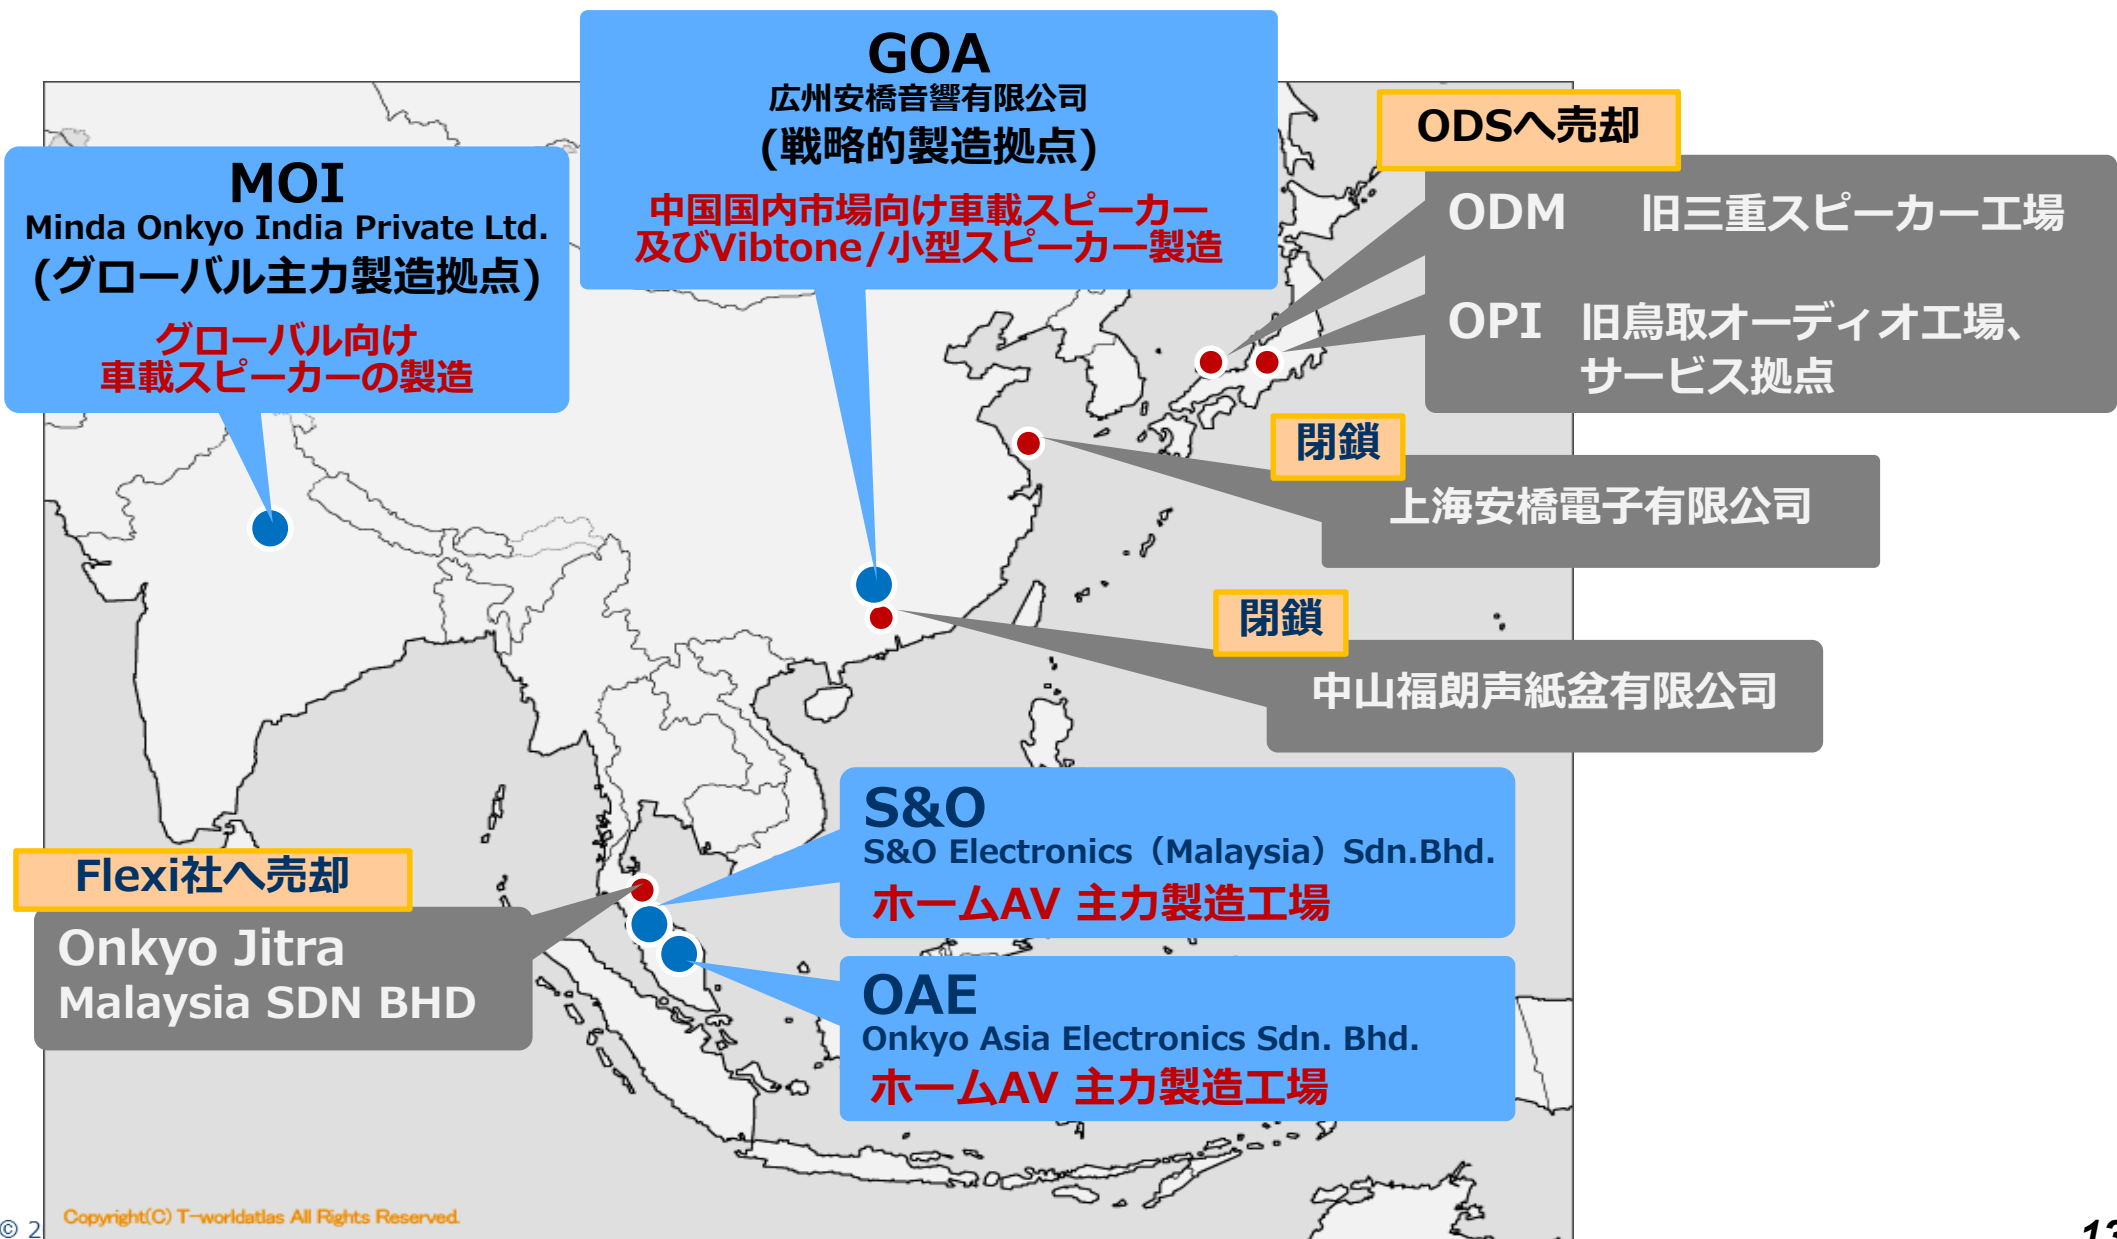 GOA
広州安橋音響有限公司
(戦略的製造拠点)
中国国内市場向け車載スピーカー
及びVibtone/小型スピーカー製造
MOI
Minda Onkyo India Private Ltd.
(グローバル主力製造拠点)
グローバル向け
車載スピーカーの製造
ODSへ売却
ODM 旧三重スピーカー工場
OPI 旧鳥取オーディオ工場、
サービス拠点
閉鎖
上海安橋電子有限公司
閉鎖
中山福朗声紙盆有限公司
S&O
S&O Electronics（Malaysia）Sdn.Bhd.
ホームAV 主力製造工場
Flexi社へ売却
Onkyo Jitra
Malaysia SDN BHD
OAE
Onkyo Asia Electronics Sdn. Bhd.
ホームAV 主力製造工場
Copyright(C) T-worldatlas All Rights Reserved.
© 2
13